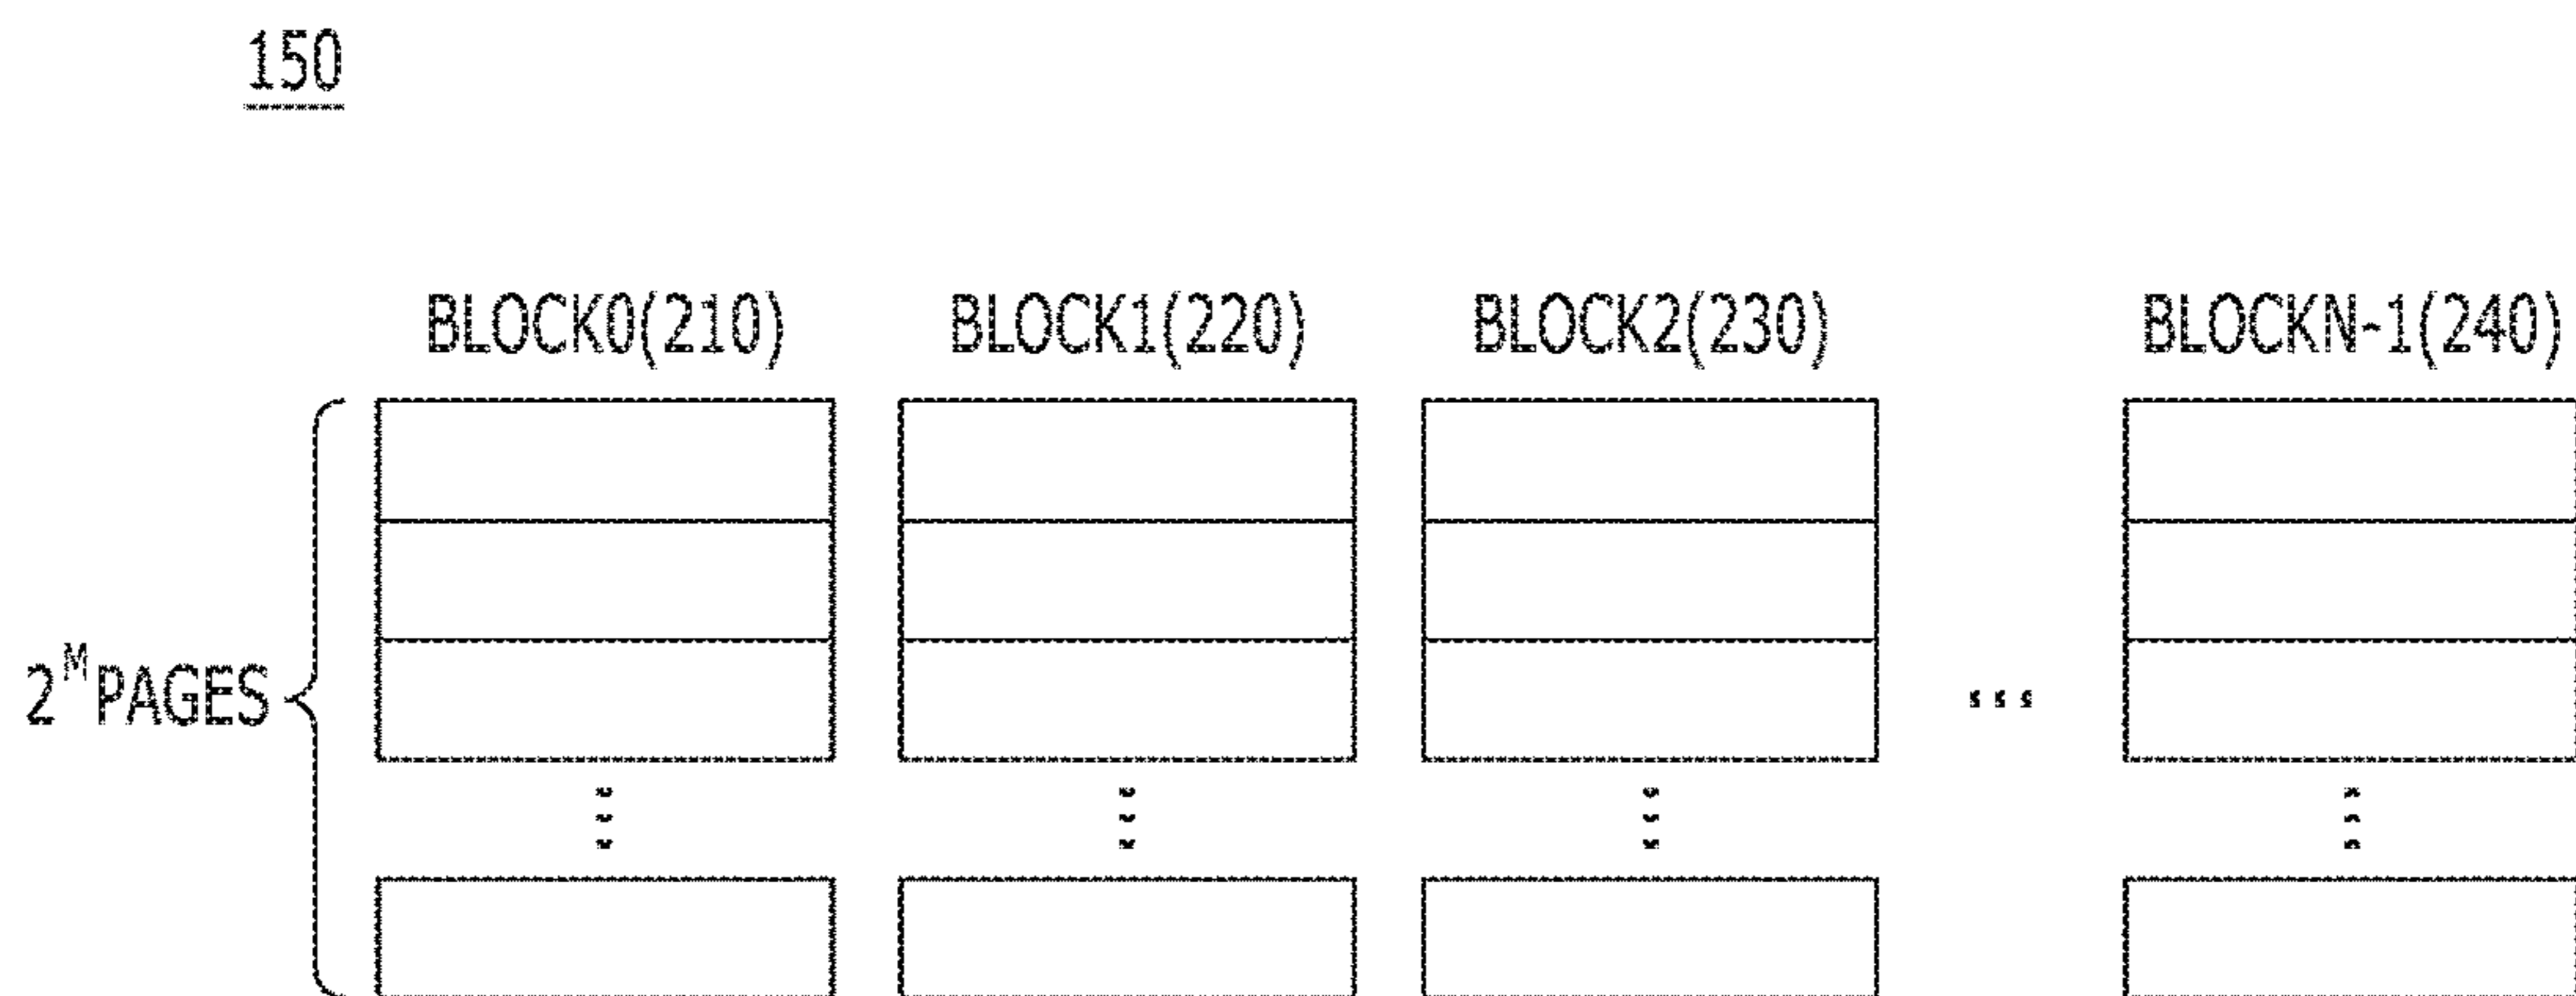 150
BLOCK0(210) BLOCK1(220) BLOCK2(230) BLOCKN-1(240)
2^M PAGES
...